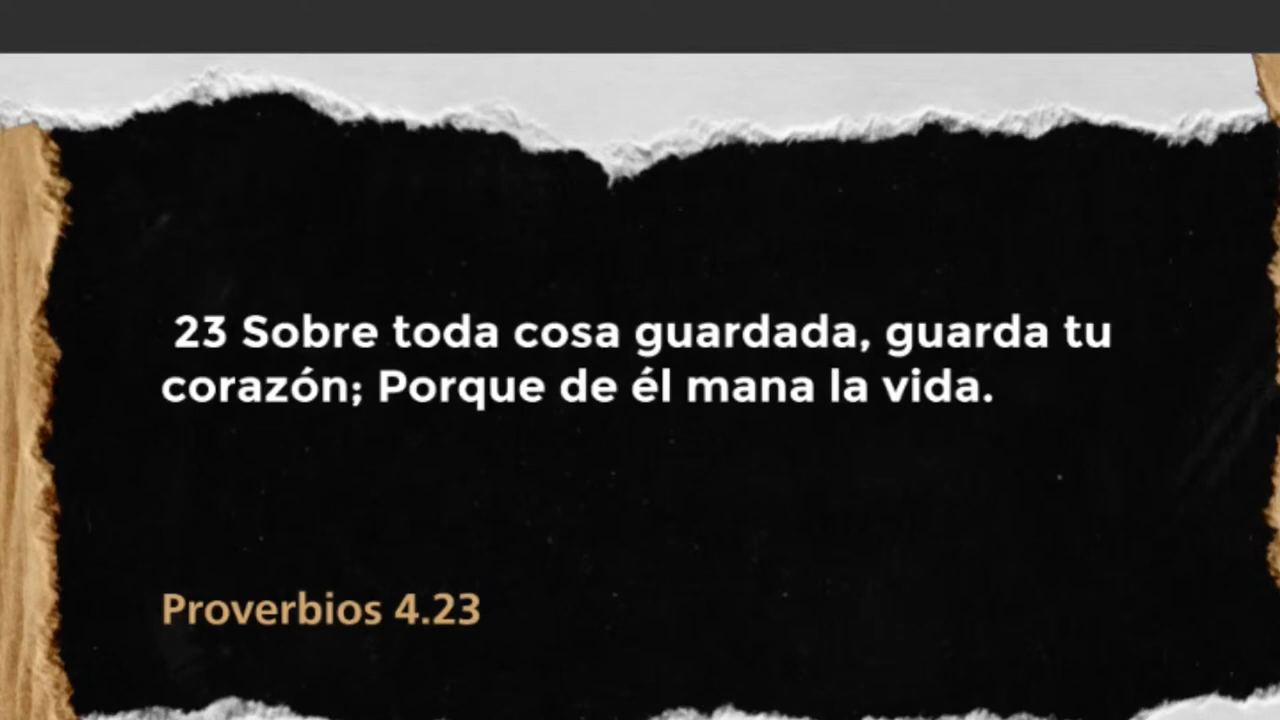 23 Sobre toda cosa guardada, guarda tu
corazón; Porque de él mana la vida.
Proverbios 4.23